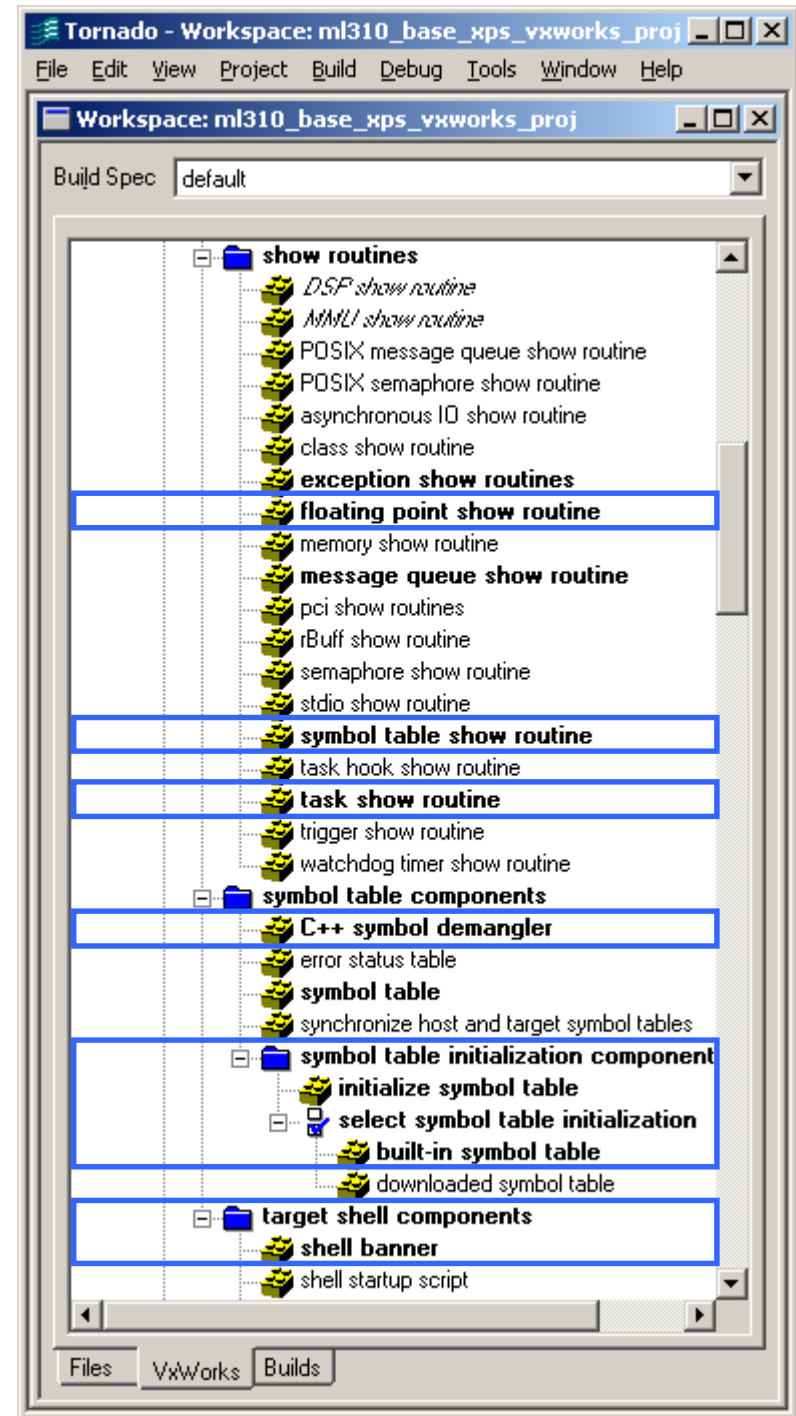 Tornado - Workspace: ml310_base_xps_vxworks_proj
File Edit View Project Build Debug Tools Window Help
Workspace: ml310_base_xps_vxworks_proj
Build Spec default
show routines
DSP show routine
MMU show routine
POSIX message queue show routine
POSIX semaphore show routine
asynchronous IO show routine
class show routine
exception show routines
floating point show routine
memory show routine
message queue show routine
pci show routines
rBuff show routine
semaphore show routine
stdio show routine
symbol table show routine
task hook show routine
task show routine
trigger show routine
watchdog timer show routine
symbol table components
C++ symbol demangler
error status table
symbol table
synchronize host and target symbol tables
symbol table initialization component
initialize symbol table
select symbol table initialization
built-in symbol table
downloaded symbol table
target shell components
shell banner
shell startup script
Files VxWorks Builds